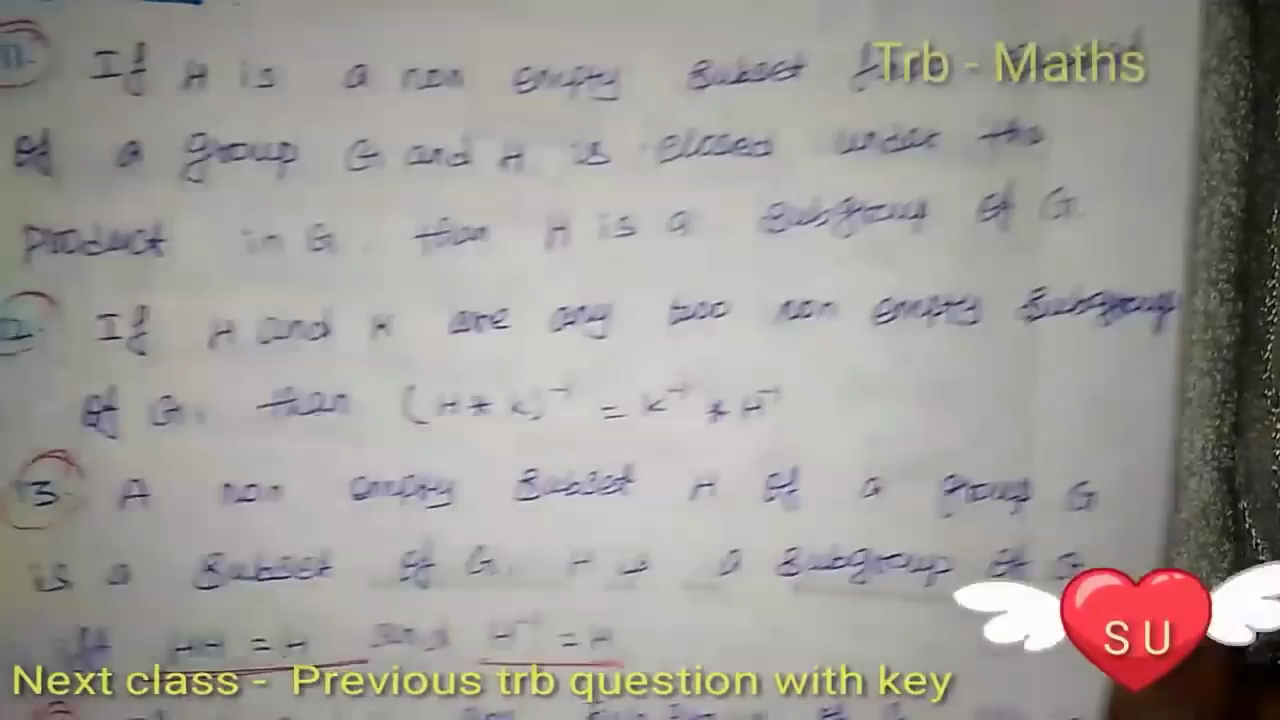 Trb - Maths
11. If H is a non empty subset
of a group G and H is closed under the
product in G. then H is a subgroup of G.
If H and K are any two non empty subgroup
of G. then (H * K)⁻¹ = K⁻¹ * H⁻¹
13. A non empty subset H of a group G
is a subset of G. H is a subgroup of G
iff HH = H and H⁻¹ = H
S U
Next class - Previous trb question with key